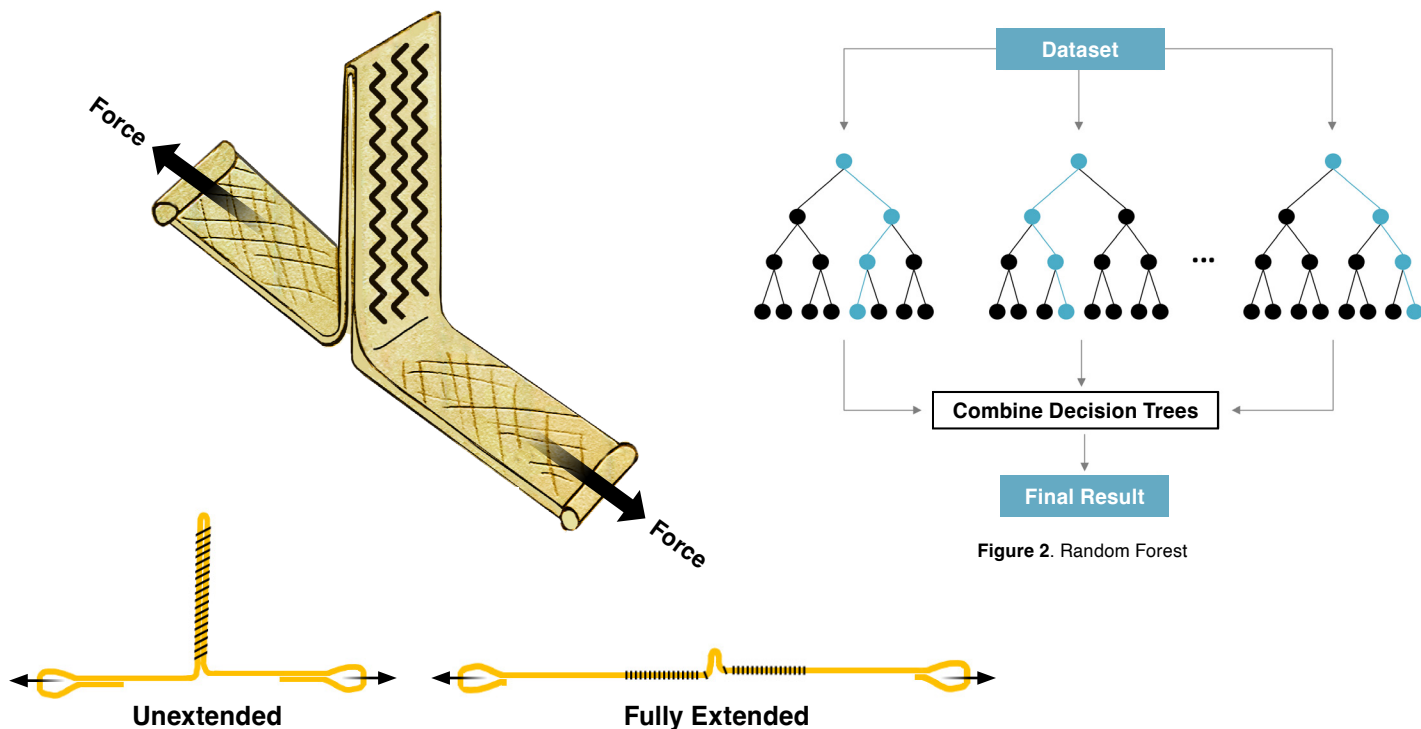 Force
Force
Unextended
Fully Extended
Dataset
...
Combine Decision Trees
Final Result
Figure 2. Random Forest